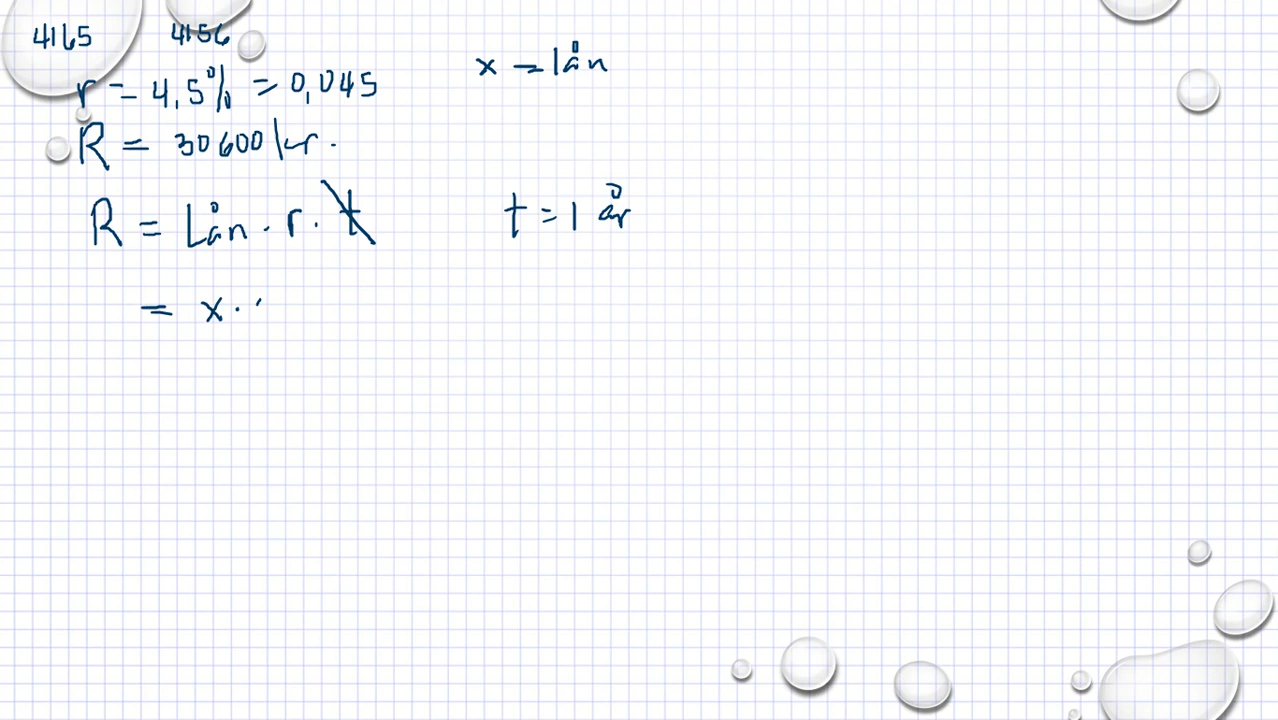 4165 4156
r = 4,5% = 0,045
x = lån
R = 30600 kr.
R = Lån · r · t
t = 1 år
= x ·